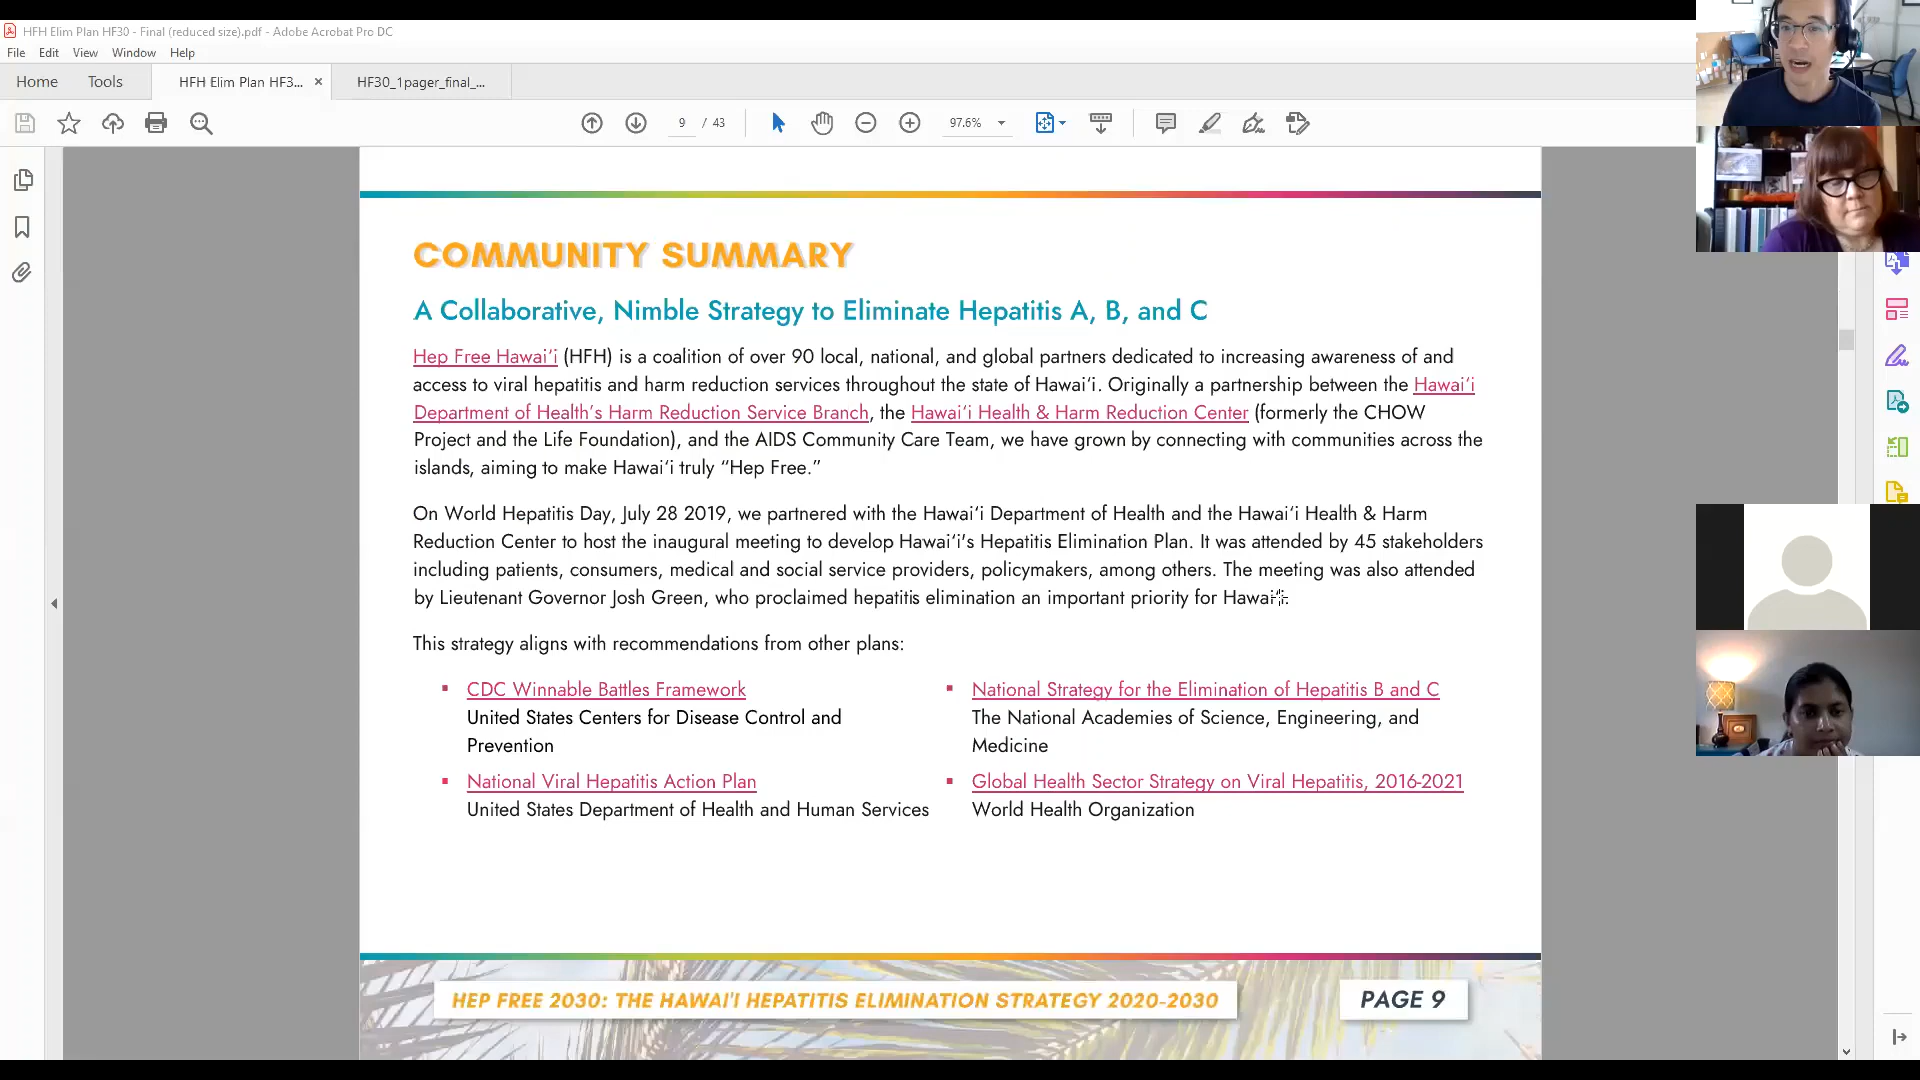 HFH Elim Plan HF30 - Final (reduced size).pdf - Adobe Acrobat Pro DC
File Edit View Window Help
Home Tools HFH Elim Plan HF3... × HF30_1pager_final_...
9 / 43 97.6%
COMMUNITY SUMMARY
A Collaborative, Nimble Strategy to Eliminate Hepatitis A, B, and C
Hep Free Hawaiʻi (HFH) is a coalition of over 90 local, national, and global partners dedicated to increasing awareness of and
access to viral hepatitis and harm reduction services throughout the state of Hawaiʻi. Originally a partnership between the Hawaiʻi
Department of Health’s Harm Reduction Service Branch, the Hawaiʻi Health & Harm Reduction Center (formerly the CHOW
Project and the Life Foundation), and the AIDS Community Care Team, we have grown by connecting with communities across the
islands, aiming to make Hawaiʻi truly “Hep Free.”
On World Hepatitis Day, July 28 2019, we partnered with the Hawaiʻi Department of Health and the Hawaiʻi Health & Harm
Reduction Center to host the inaugural meeting to develop Hawaiʻi's Hepatitis Elimination Plan. It was attended by 45 stakeholders
including patients, consumers, medical and social service providers, policymakers, among others. The meeting was also attended
by Lieutenant Governor Josh Green, who proclaimed hepatitis elimination an important priority for Hawaiʻi.
This strategy aligns with recommendations from other plans:
▪ CDC Winnable Battles Framework
United States Centers for Disease Control and
Prevention
▪ National Viral Hepatitis Action Plan
United States Department of Health and Human Services
▪ National Strategy for the Elimination of Hepatitis B and C
The National Academies of Science, Engineering, and
Medicine
▪ Global Health Sector Strategy on Viral Hepatitis, 2016-2021
World Health Organization
HEP FREE 2030: THE HAWAI'I HEPATITIS ELIMINATION STRATEGY 2020-2030
PAGE 9